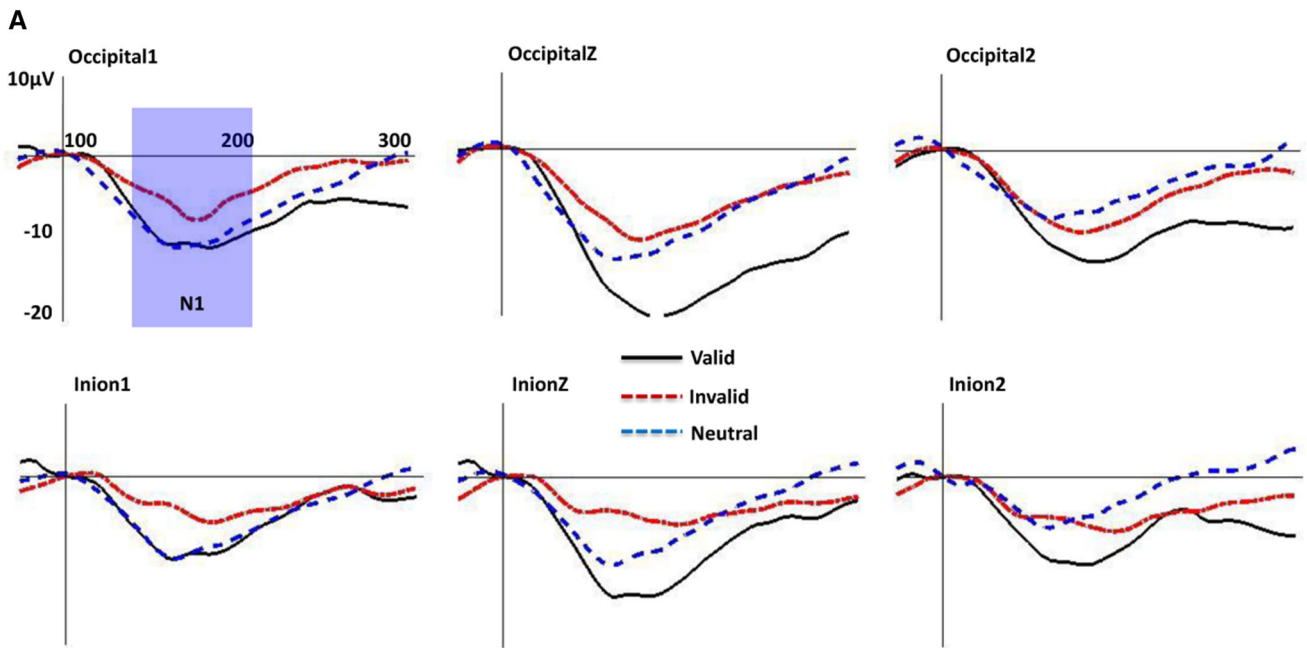 A
Occipital1
OccipitalZ
Occipital2
10µV
100
200
300
-10
-20
N1
Valid
Invalid
Neutral
Inion1
InionZ
Inion2